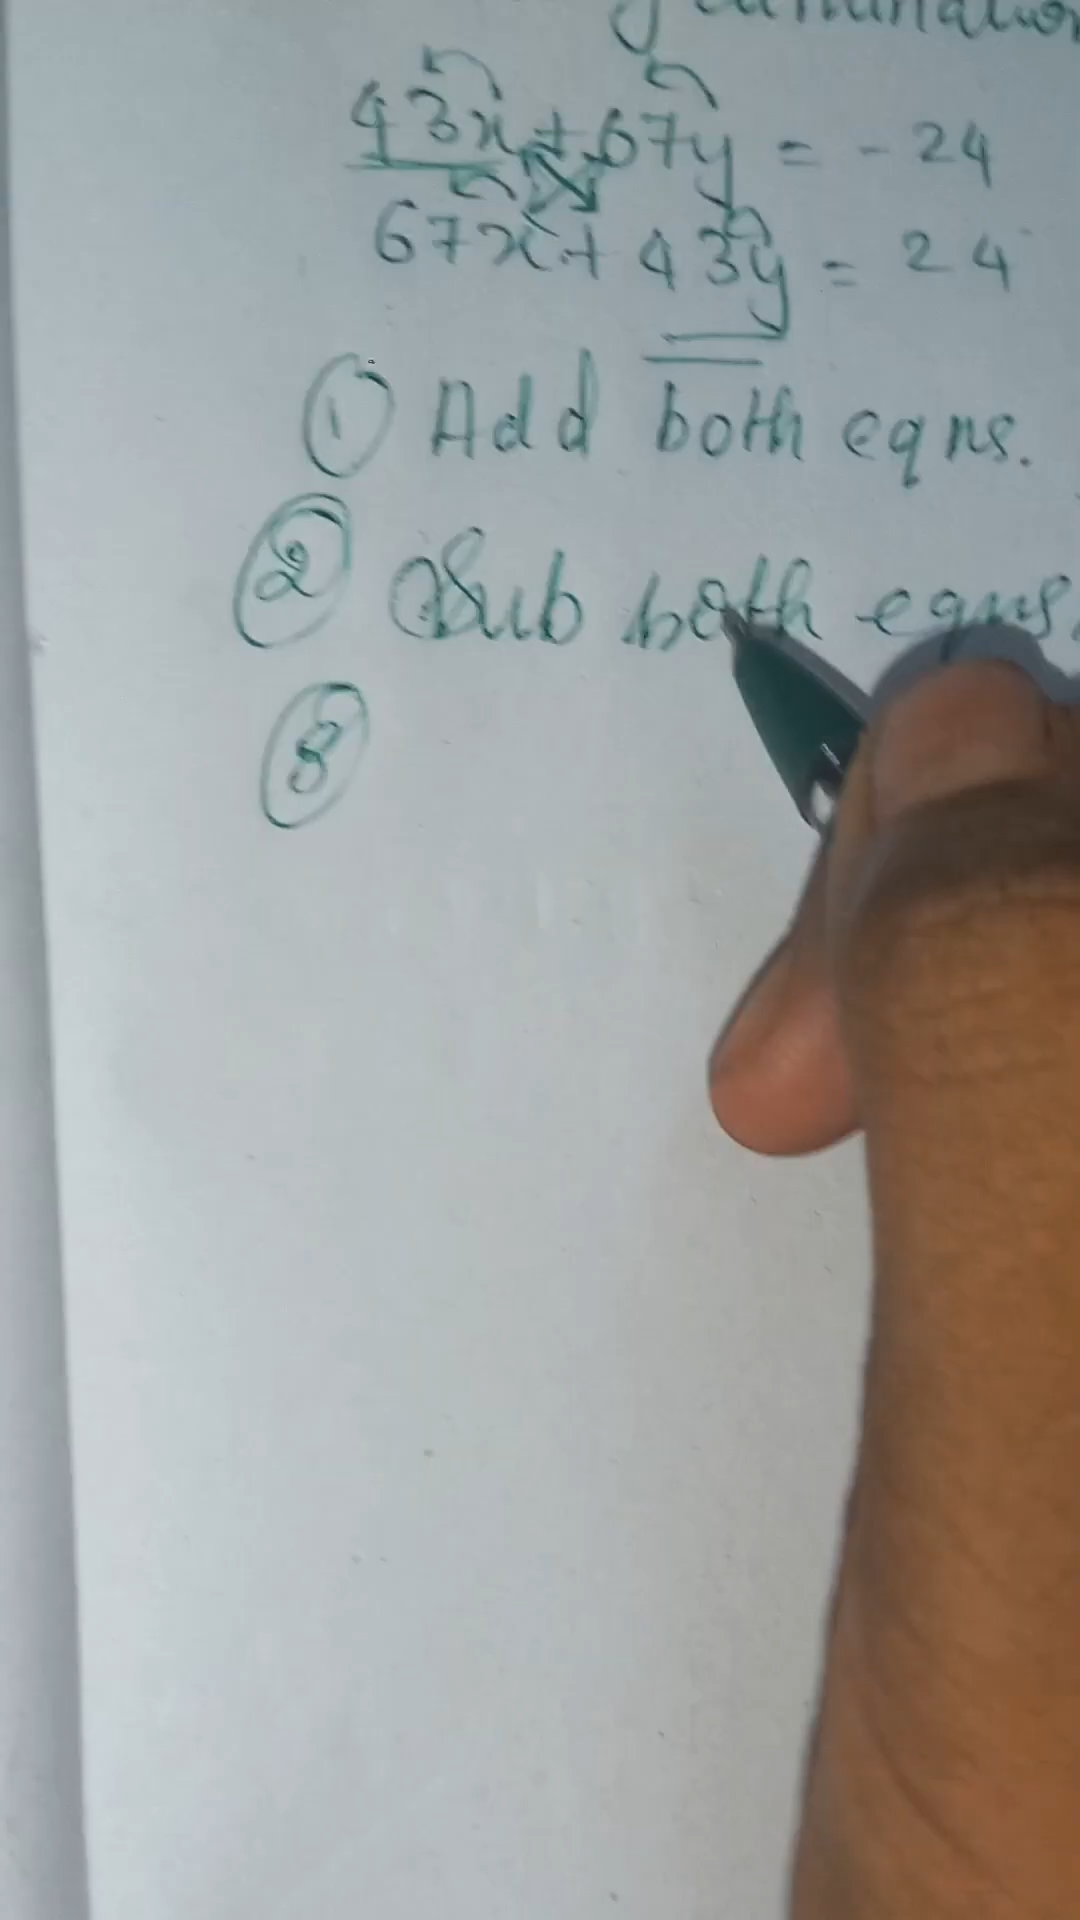 43x + 67y = - 24
67x + 43y = 24
① Add both eqns.
② Sub both eqns.
③